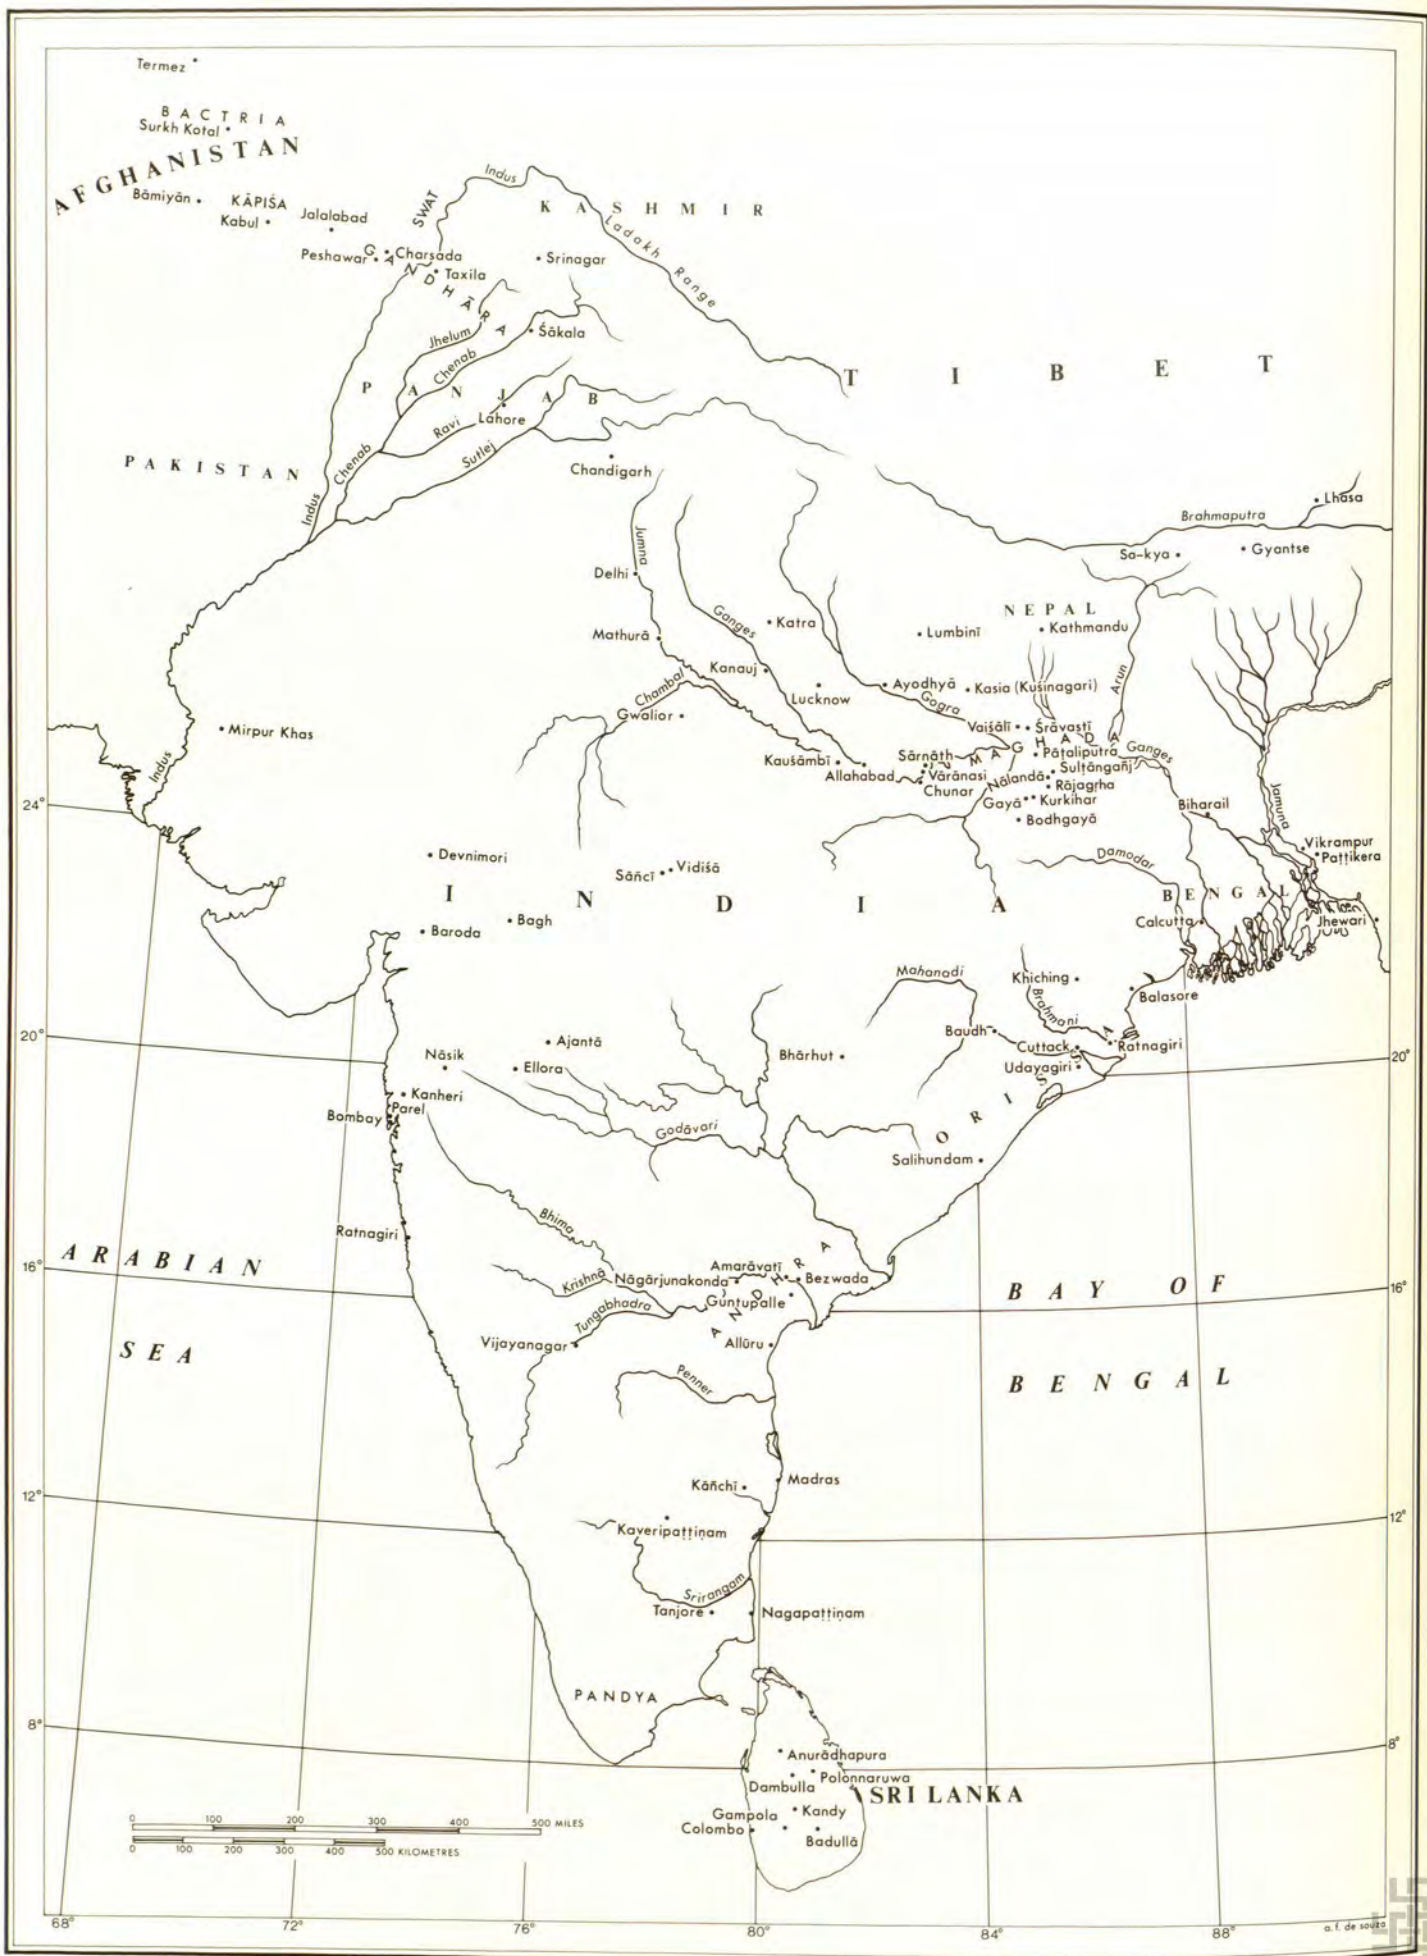 Termez
BACTRIA
Surkh Kotal
AFGHANISTAN
Bāmiyān
KĀPIŚA
Kabul
Jalalabad
SWAT
Indus
KASHMIR
Ladakh Range
Peshawar
GANDHĀRA
Charsada
Taxila
Srinagar
Jhelum
Chenab
Śākala
PANJAB
TIBET
Ravi
Lahore
Sutlej
Chenab
PAKISTAN
Indus
Chandigarh
Lhasa
Brahmaputra
Sa-kya
Gyantse
Jumna
Delhi
NEPAL
Ganges
Katra
Lumbinī
Kathmandu
Mathurā
Kanauj
Chambal
Lucknow
Ayodhyā
Kasia (Kuśinagari)
Arun
Gogra
Gwalior
Mirpur Khas
Indus
Vaiśālī
Śrāvastī
MAGHADA
Pāṭaliputra
Ganges
Kauśāmbī
Sārnāth
Allahabad
Vārānasi
Chunar
Nālandā
Sulṭāngañj
Rājagṛha
Gayā
Kurkihar
Bodhgayā
Biharail
Jamuna
24°
Vikrampur
Paṭṭikera
Devnimori
Sāñcī
Vidiśā
Damodar
INDIA
BENGAL
Bagh
Baroda
Calcutta
Jhewari
Mahanadi
Khiching
Balasore
Brahmani
20°
Nāsik
Ajantā
Ellora
Bhārhut
Baudh
Cuttack
Ratnagiri
Udayagiri
20°
Kanheri
Parel
Bombay
Godāvari
ORISSA
Salihundam
Bhima
Ratnagiri
ARABIAN
SEA
16°
Krishnā
Nāgārjunakonda
Amarāvatī
ANDHRA
Bezwada
Guntupalle
Tungabhadra
BAY OF
BENGAL
16°
Vijayanagar
Allūru
Penner
Kāñchī
Madras
12°
12°
Kaveripaṭṭiṇam
Srirangam
Tanjore
Nagapaṭṭiṇam
PANDYA
8°
8°
Anurādhapura
Polonnaruwa
Dambulla
SRI LANKA
Kandy
Gampola
Colombo
Badullā
0 100 200 300 400 500 MILES
0 100 200 300 400 500 KILOMETRES
68° 72° 76° 80° 84° 88°
a. f. de souza